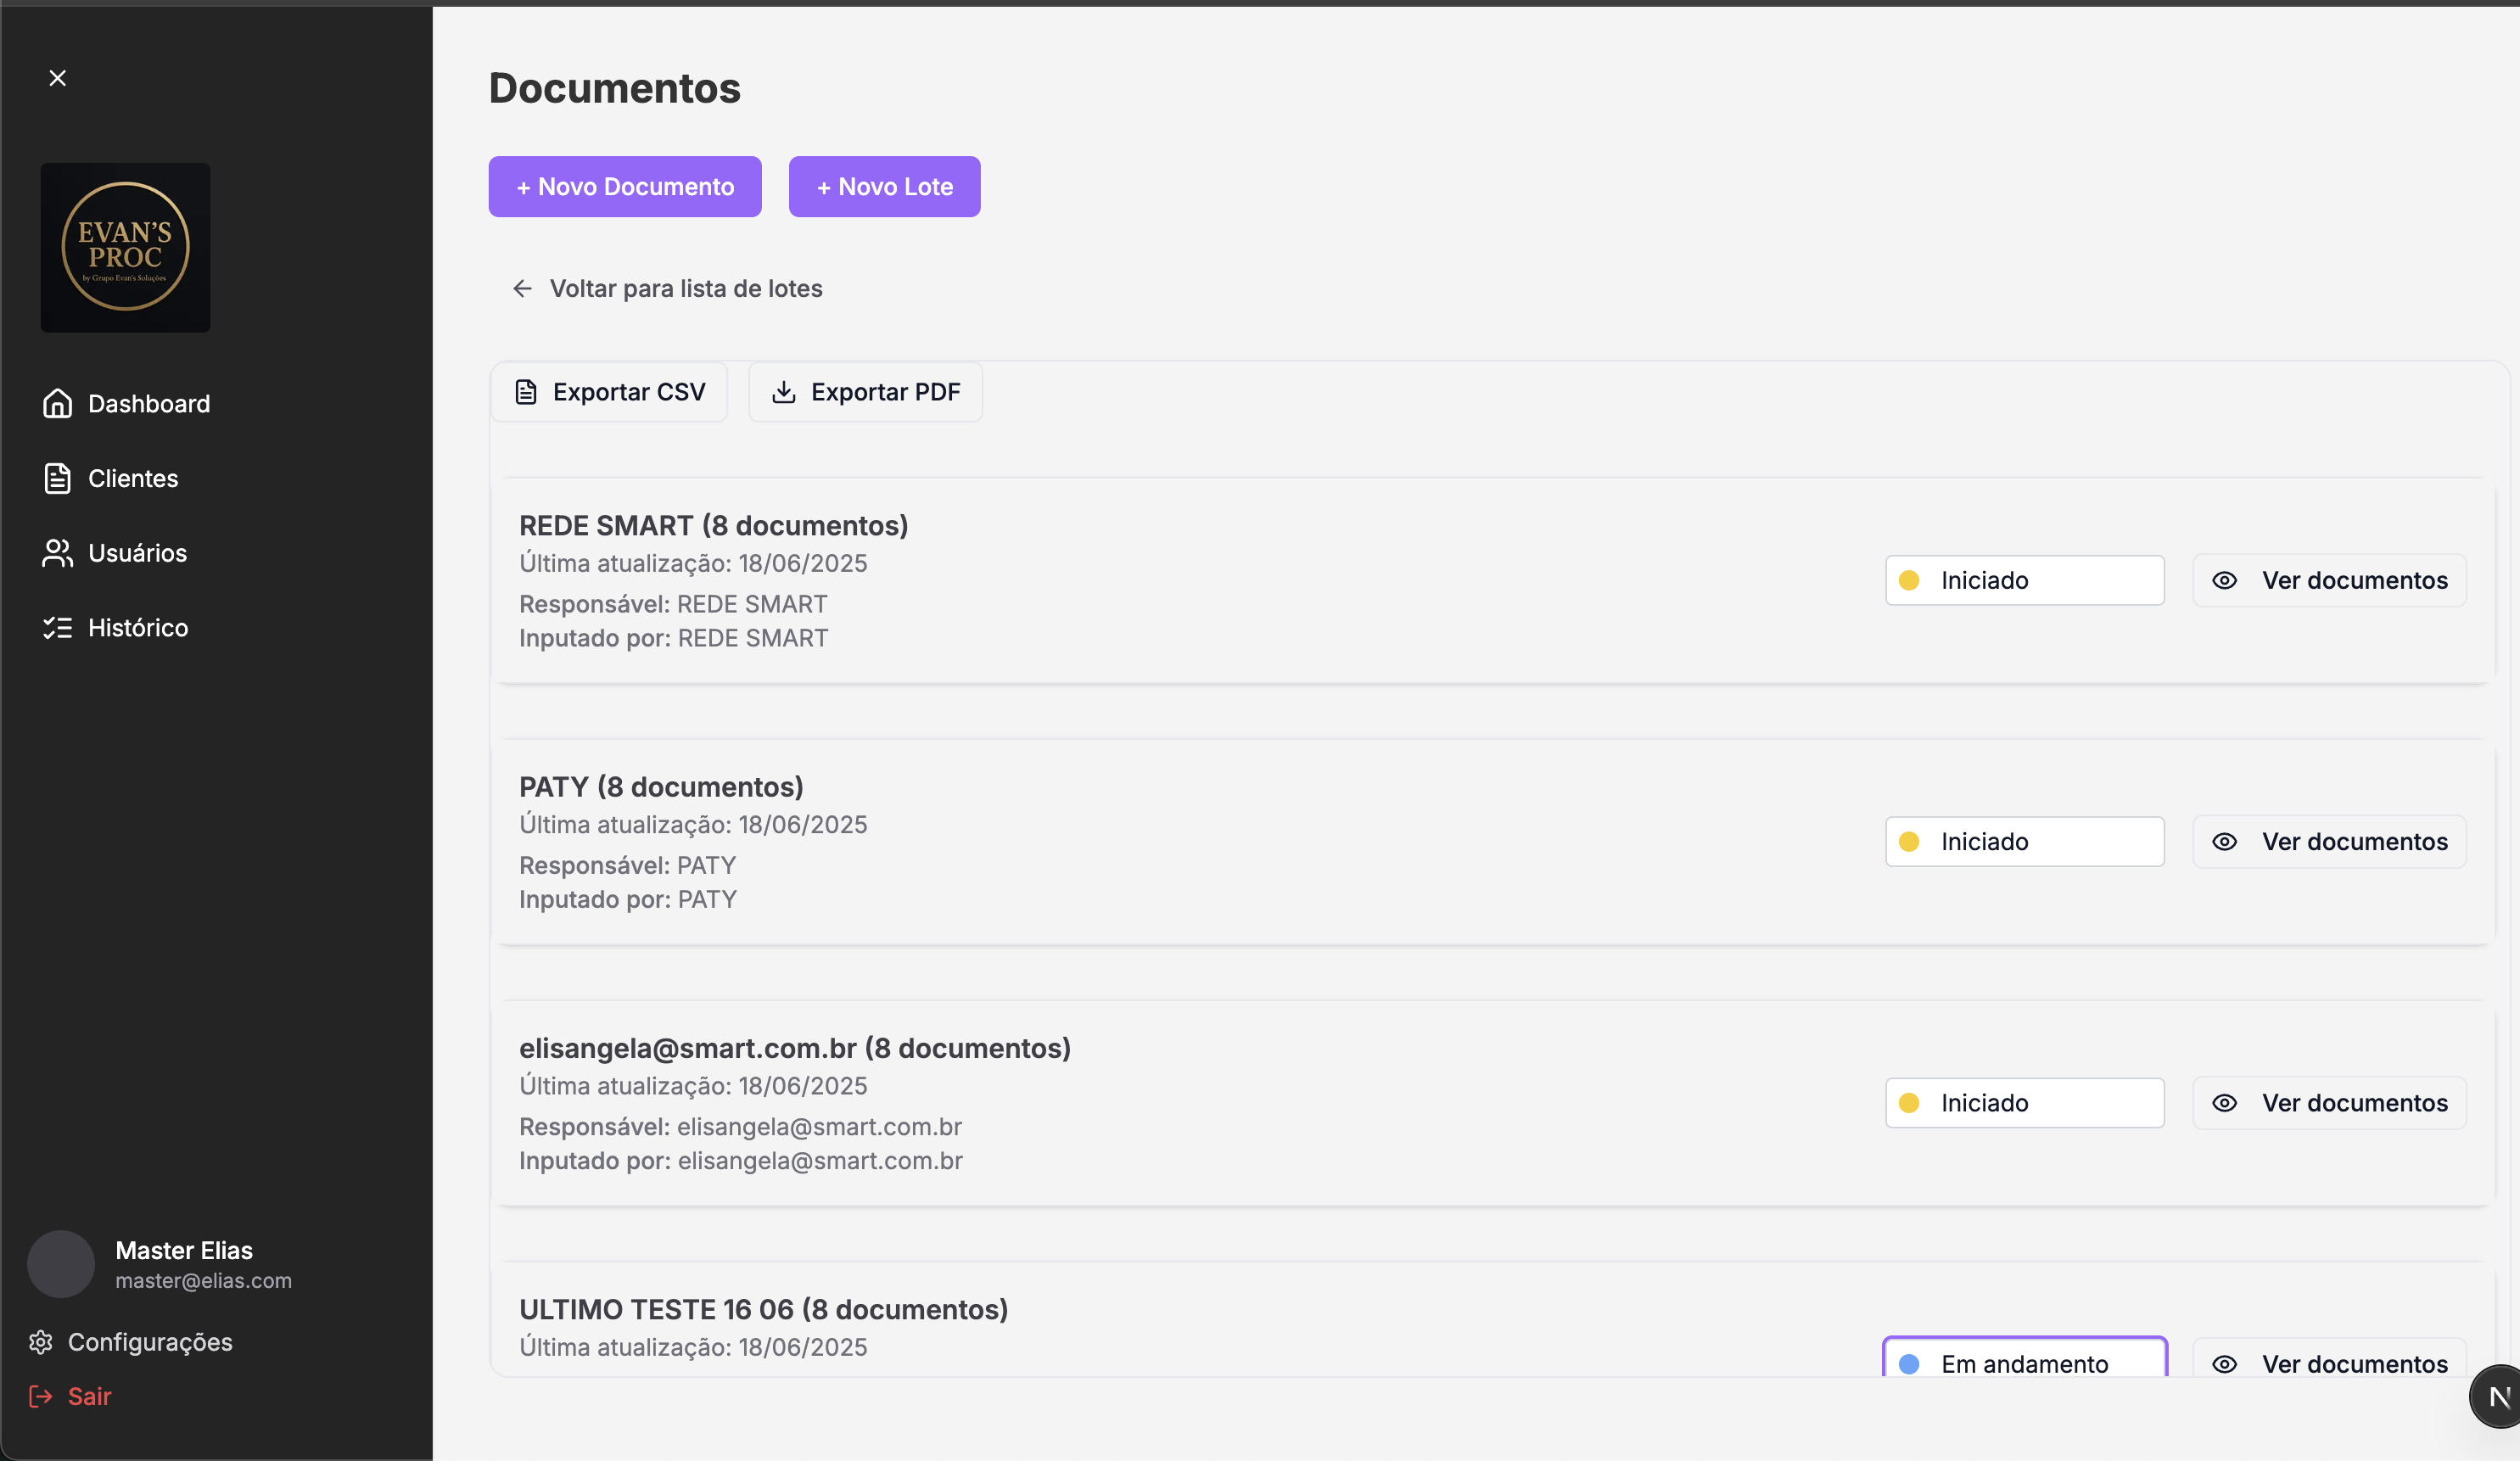 EVAN'S
PROC
by Grupo Evan's Soluções
Dashboard
Clientes
Usuários
Histórico
Master Elias
master@elias.com
Configurações
Sair
Documentos
+ Novo Documento
+ Novo Lote
Voltar para lista de lotes
Exportar CSV
Exportar PDF
REDE SMART (8 documentos)
Última atualização: 18/06/2025
Responsável: REDE SMART
Inputado por: REDE SMART
Iniciado
Ver documentos
PATY (8 documentos)
Última atualização: 18/06/2025
Responsável: PATY
Inputado por: PATY
Iniciado
Ver documentos
elisangela@smart.com.br (8 documentos)
Última atualização: 18/06/2025
Responsável: elisangela@smart.com.br
Inputado por: elisangela@smart.com.br
Iniciado
Ver documentos
ULTIMO TESTE 16 06 (8 documentos)
Última atualização: 18/06/2025
Em andamento
Ver documentos
N